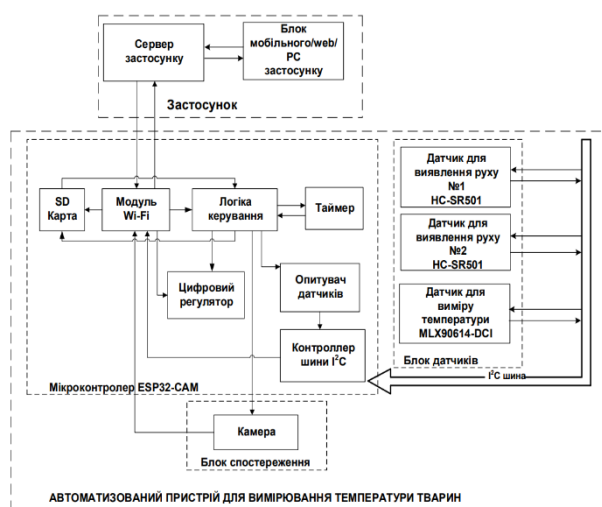 Сервер
застосунку
Блок
мобільного/web/
PC
застосунку
Застосунок
SD
Карта
Модуль
Wi-Fi
Логіка
керування
Таймер
Цифровий
регулятор
Опитувач
датчиків
Контроллер
шини I²C
Мікроконтролер ESP32-CAM
Датчик для
виявлення руху
№1
HC-SR501
Датчик для
виявлення руху
№2
HC-SR501
Датчик для
виміру
температури
MLX90614-DCI
Блок датчиків
I²C шина
Камера
Блок спостереження
АВТОМАТИЗОВАНИЙ ПРИСТРІЙ ДЛЯ ВИМІРЮВАННЯ ТЕМПЕРАТУРИ ТВАРИН